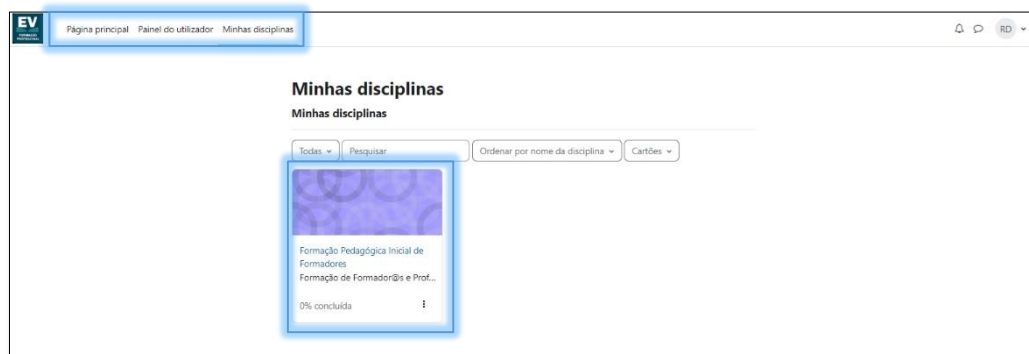 EV
Página principal Painel do utilizador Minhas disciplinas
RD
Minhas disciplinas
Minhas disciplinas
Todas
Pesquisar
Ordenar por nome da disciplina
Cartões
Formação Pedagógica Inicial de
Formadores
Formação de Formador@s e Prof...
0% concluída